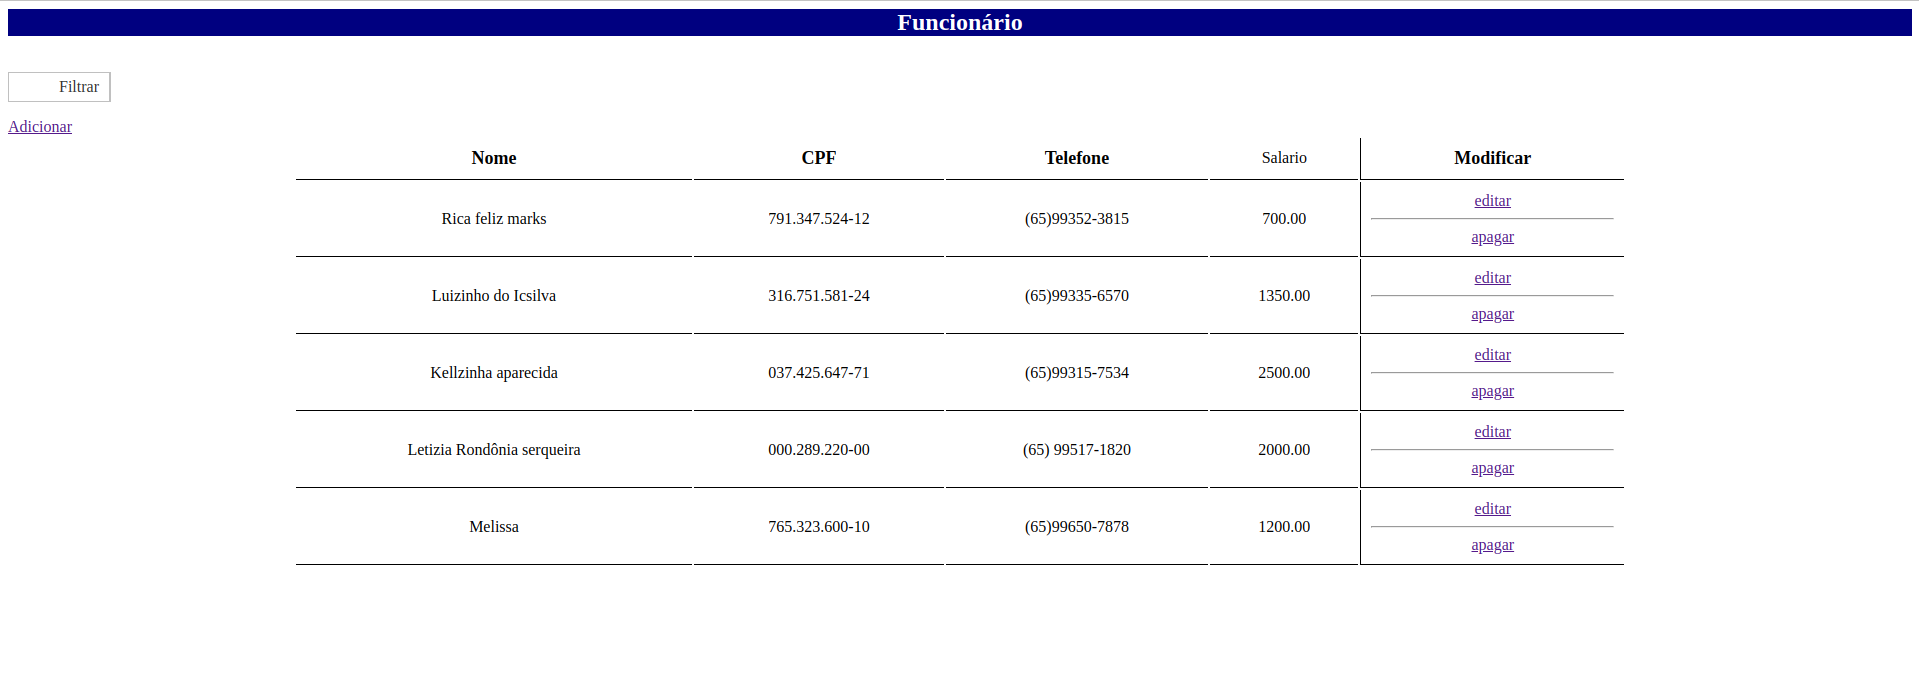 Funcionário
Filtrar
Adicionar
Nome CPF Telefone Salario Modificar
Rica feliz marks 791.347.524-12 (65)99352-3815 700.00 editar
apagar
Luizinho do Icsilva 316.751.581-24 (65)99335-6570 1350.00 editar
apagar
Kellzinha aparecida 037.425.647-71 (65)99315-7534 2500.00 editar
apagar
Letizia Rondônia serqueira 000.289.220-00 (65) 99517-1820 2000.00 editar
apagar
Melissa 765.323.600-10 (65)99650-7878 1200.00 editar
apagar